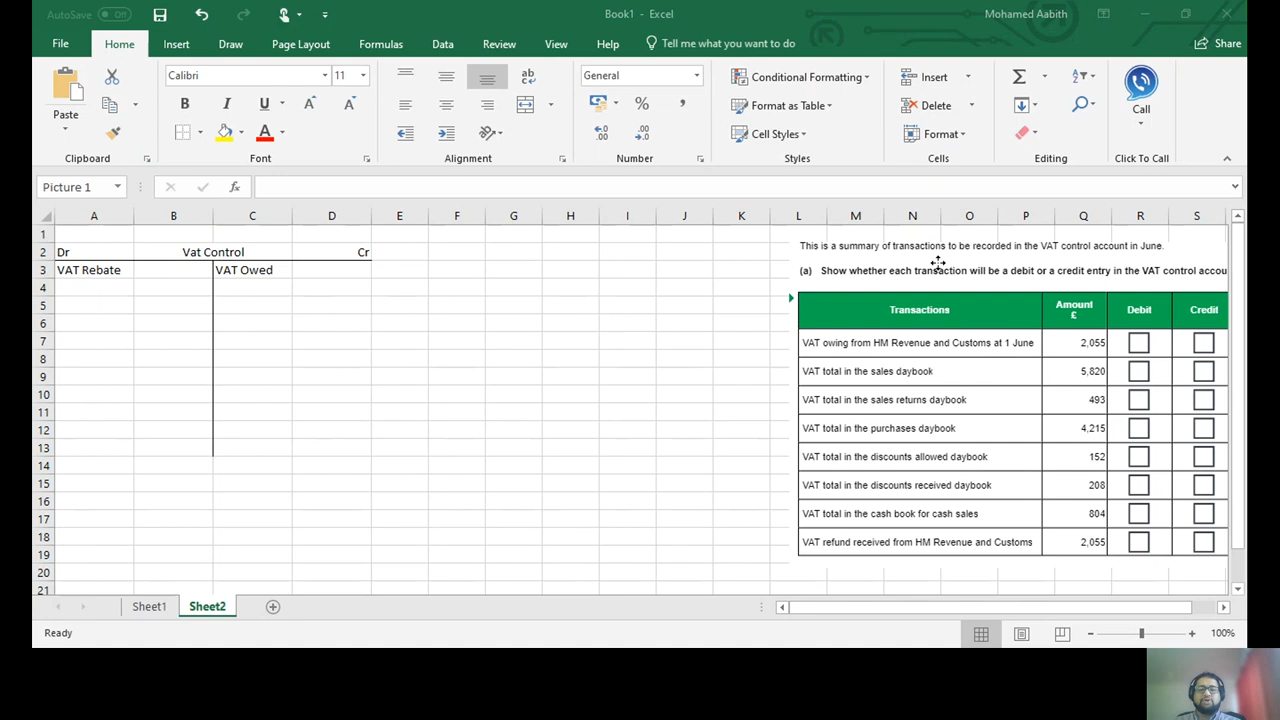 AutoSave Off Book1 - Excel Mohamed Aabith
File Home Insert Draw Page Layout Formulas Data Review View Help Tell me what you want to do Share
Calibri 11 General Conditional Formatting Insert
Paste B I U A A % Format as Table Delete Call
A Cell Styles Format
Clipboard Font Alignment Number Styles Cells Editing Click To Call
Picture 1 fx
A B C D E F G H I J K L M N O P Q R S
1
2 Dr Vat Control Cr
3 VAT Rebate VAT Owed
4
5
6
7
8
9
10
11
12
13
14
15
16
17
18
19
20
21
This is a summary of transactions to be recorded in the VAT control account in June.
(a) Show whether each transaction will be a debit or a credit entry in the VAT control accou
Transactions Amount £ Debit Credit
VAT owing from HM Revenue and Customs at 1 June 2,055
VAT total in the sales daybook 5,820
VAT total in the sales returns daybook 493
VAT total in the purchases daybook 4,215
VAT total in the discounts allowed daybook 152
VAT total in the discounts received daybook 208
VAT total in the cash book for cash sales 804
VAT refund received from HM Revenue and Customs 2,055
Sheet1 Sheet2
Ready 100%